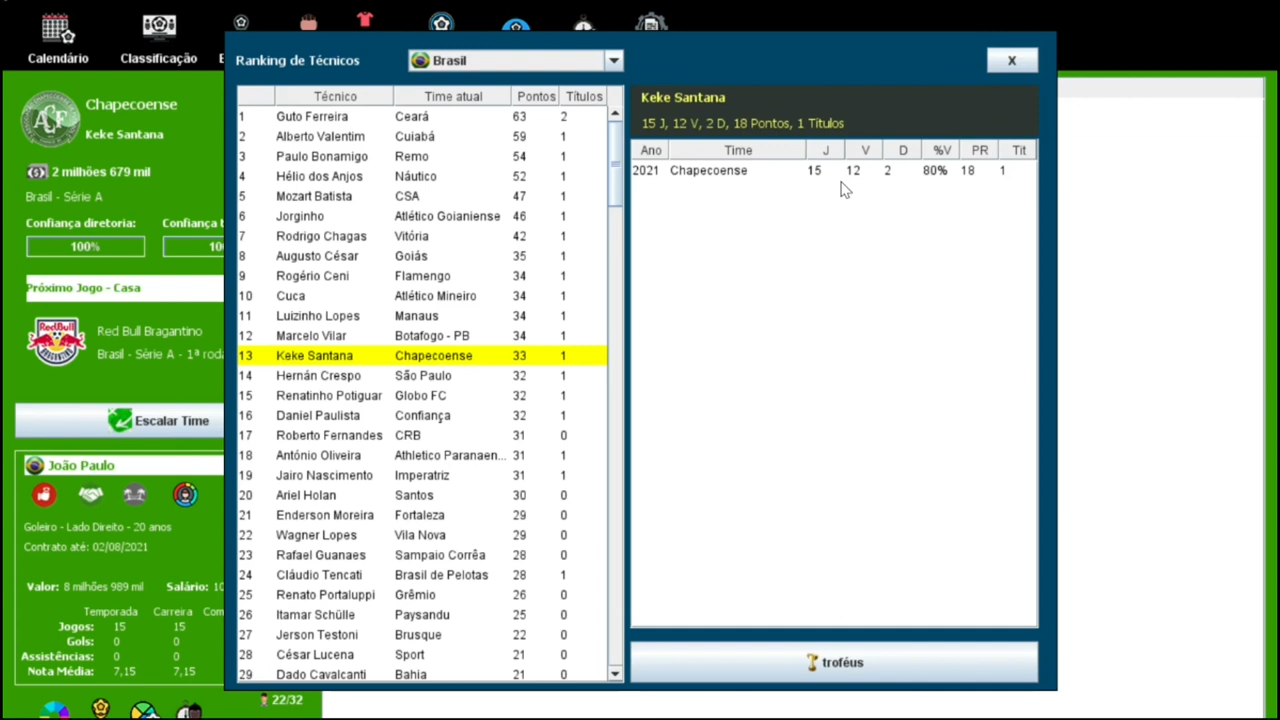 Calendário
Classificação
E
Ranking de Técnicos
Brasil
X
Chapecoense
Keke Santana
2 milhões 679 mil
Brasil - Série A
Confiança diretoria:
Confiança t
100%
10
Próximo Jogo - Casa
Red Bull Bragantino
Brasil - Série A - 1ª roda
Escalar Time
João Paulo
Goleiro - Lado Direito - 20 anos
Contrato até: 02/08/2021
Valor: 8 milhões 989 mil Salário: 10
Temporada Carreira Com
Jogos: 15 15
Gols: 0 0
Assistências: 0 0
Nota Média: 7,15 7,15
22/32
Técnico Time atual Pontos Títulos
1 Guto Ferreira Ceará 63 2
2 Alberto Valentim Cuiabá 59 1
3 Paulo Bonamigo Remo 54 1
4 Hélio dos Anjos Náutico 52 1
5 Mozart Batista CSA 47 1
6 Jorginho Atlético Goianiense 46 1
7 Rodrigo Chagas Vitória 42 1
8 Augusto César Goiás 35 1
9 Rogério Ceni Flamengo 34 1
10 Cuca Atlético Mineiro 34 1
11 Luizinho Lopes Manaus 34 1
12 Marcelo Vilar Botafogo - PB 34 1
13 Keke Santana Chapecoense 33 1
14 Hernán Crespo São Paulo 32 1
15 Renatinho Potiguar Globo FC 32 1
16 Daniel Paulista Confiança 32 1
17 Roberto Fernandes CRB 31 0
18 António Oliveira Athletico Paranaen... 31 1
19 Jairo Nascimento Imperatriz 31 1
20 Ariel Holan Santos 30 0
21 Enderson Moreira Fortaleza 29 0
22 Wagner Lopes Vila Nova 29 0
23 Rafael Guanaes Sampaio Corrêa 28 0
24 Cláudio Tencati Brasil de Pelotas 28 1
25 Renato Portaluppi Grêmio 26 0
26 Itamar Schülle Paysandu 25 0
27 Jerson Testoni Brusque 22 0
28 César Lucena Sport 21 0
29 Dado Cavalcanti Bahia 21 0
Keke Santana
15 J, 12 V, 2 D, 18 Pontos, 1 Títulos
Ano Time J V D %V PR Tit
2021 Chapecoense 15 12 2 80% 18 1
troféus